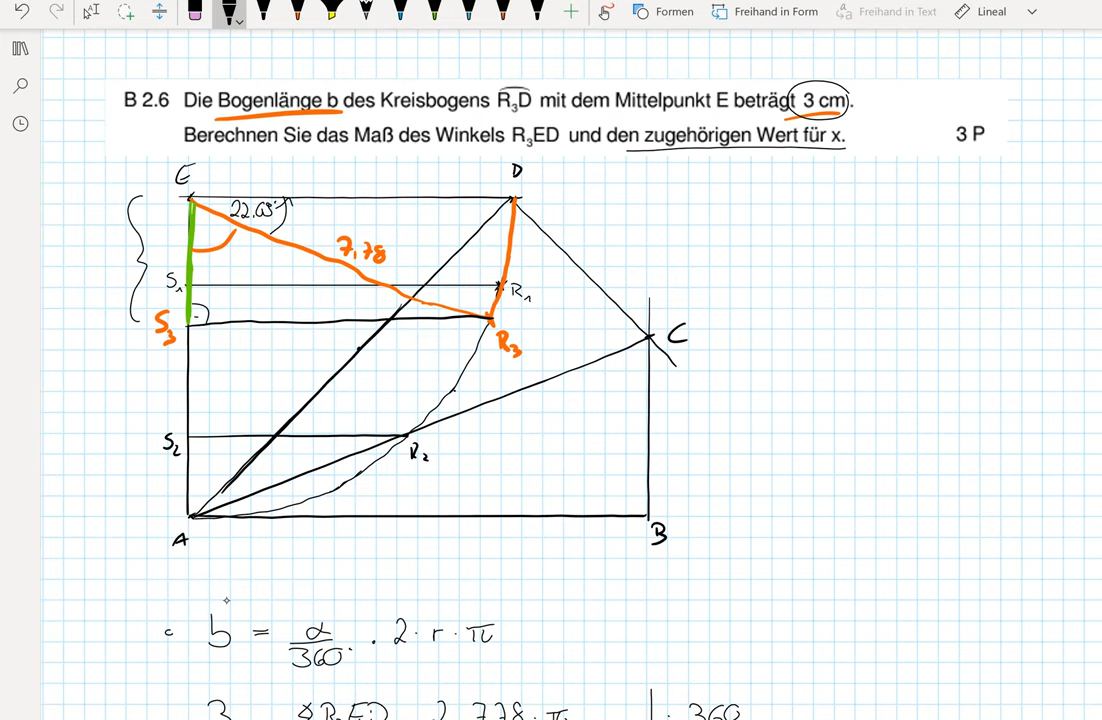 Formen Freihand in Form Freihand in Text Lineal
B 2.6 Die Bogenlänge b des Kreisbogens R₃D mit dem Mittelpunkt E beträgt 3 cm.
Berechnen Sie das Maß des Winkels R₃ED und den zugehörigen Wert für x. 3 P
E D
7,78
S₁ R₁
S₃ R₃
C
S₂ R₂
A B
b = α/360° · 2 · r · π